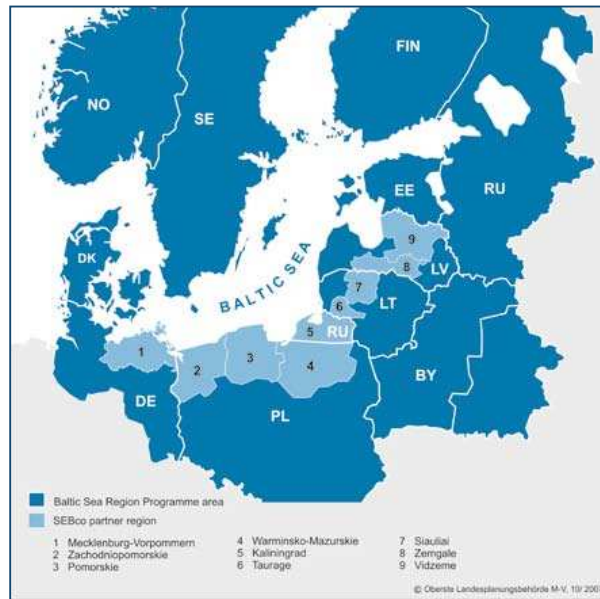 FIN
NO
SE
EE
RU
9
DK
BALTIC SEA
8
LV
7
LT
6
5
RU
1
2
3
4
BY
DE
PL
Baltic Sea Region Programme area
SEBco partner region
1 Mecklenburg-Vorpommern
2 Zachodniopomorskie
3 Pomorskie
4 Warminsko-Mazurskie
5 Kaliningrad
6 Taurage
7 Siauliai
8 Zemgale
9 Vidzeme
© Oberste Landesplanungsbehörde M-V, 10/ 200